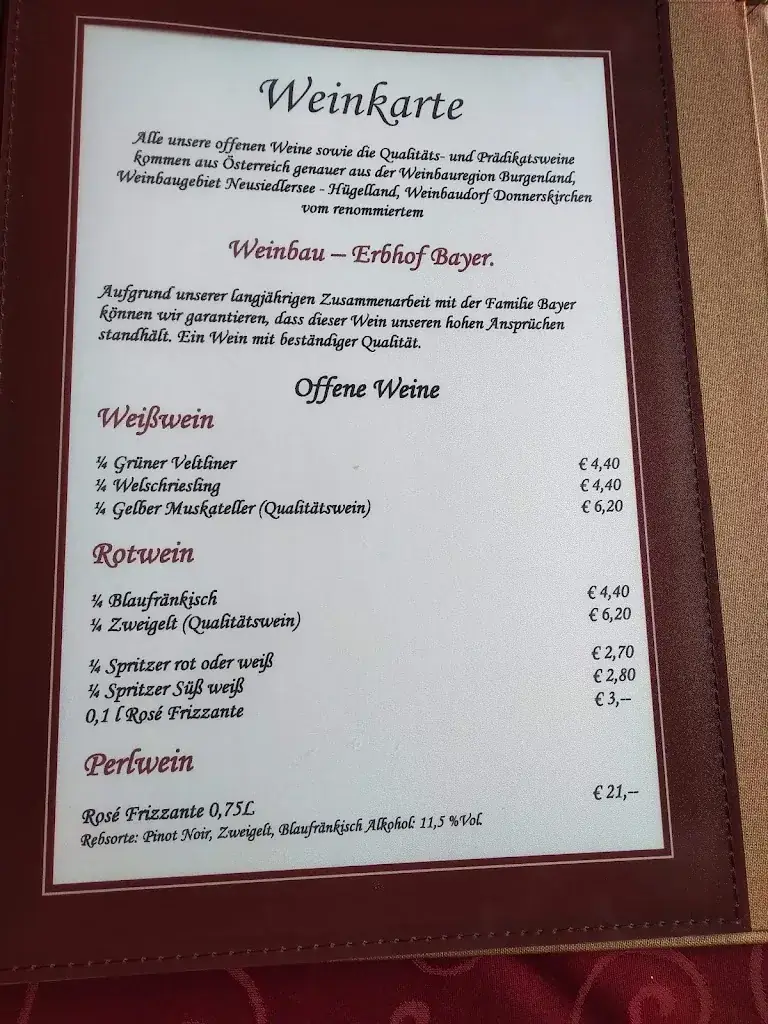 Weinkarte
Alle unsere offenen Weine sowie die Qualitäts- und Prädikatsweine
kommen aus Österreich genauer aus der Weinbauregion Burgenland,
Weinbaugebiet Neusiedlersee - Hügelland, Weinbaudorf Donnerskirchen
vom renommiertem
Weinbau – Erbhof Bayer.
Aufgrund unserer langjährigen Zusammenarbeit mit der Familie Bayer
können wir garantieren, dass dieser Wein unseren hohen Ansprüchen
standhält. Ein Wein mit beständiger Qualität.
Offene Weine
Weißwein
¼ Grüner Veltliner € 4,40
¼ Welschriesling € 4,40
¼ Gelber Muskateller (Qualitätswein) € 6,20
Rotwein
¼ Blaufränkisch € 4,40
¼ Zweigelt (Qualitätswein) € 6,20
¼ Spritzer rot oder weiß € 2,70
¼ Spritzer Süß weiß € 2,80
0,1 l Rosé Frizzante € 3,--
Perlwein
Rosé Frizzante 0,75L € 21,--
Rebsorte: Pinot Noir, Zweigelt, Blaufränkisch Alkohol: 11,5 %Vol.